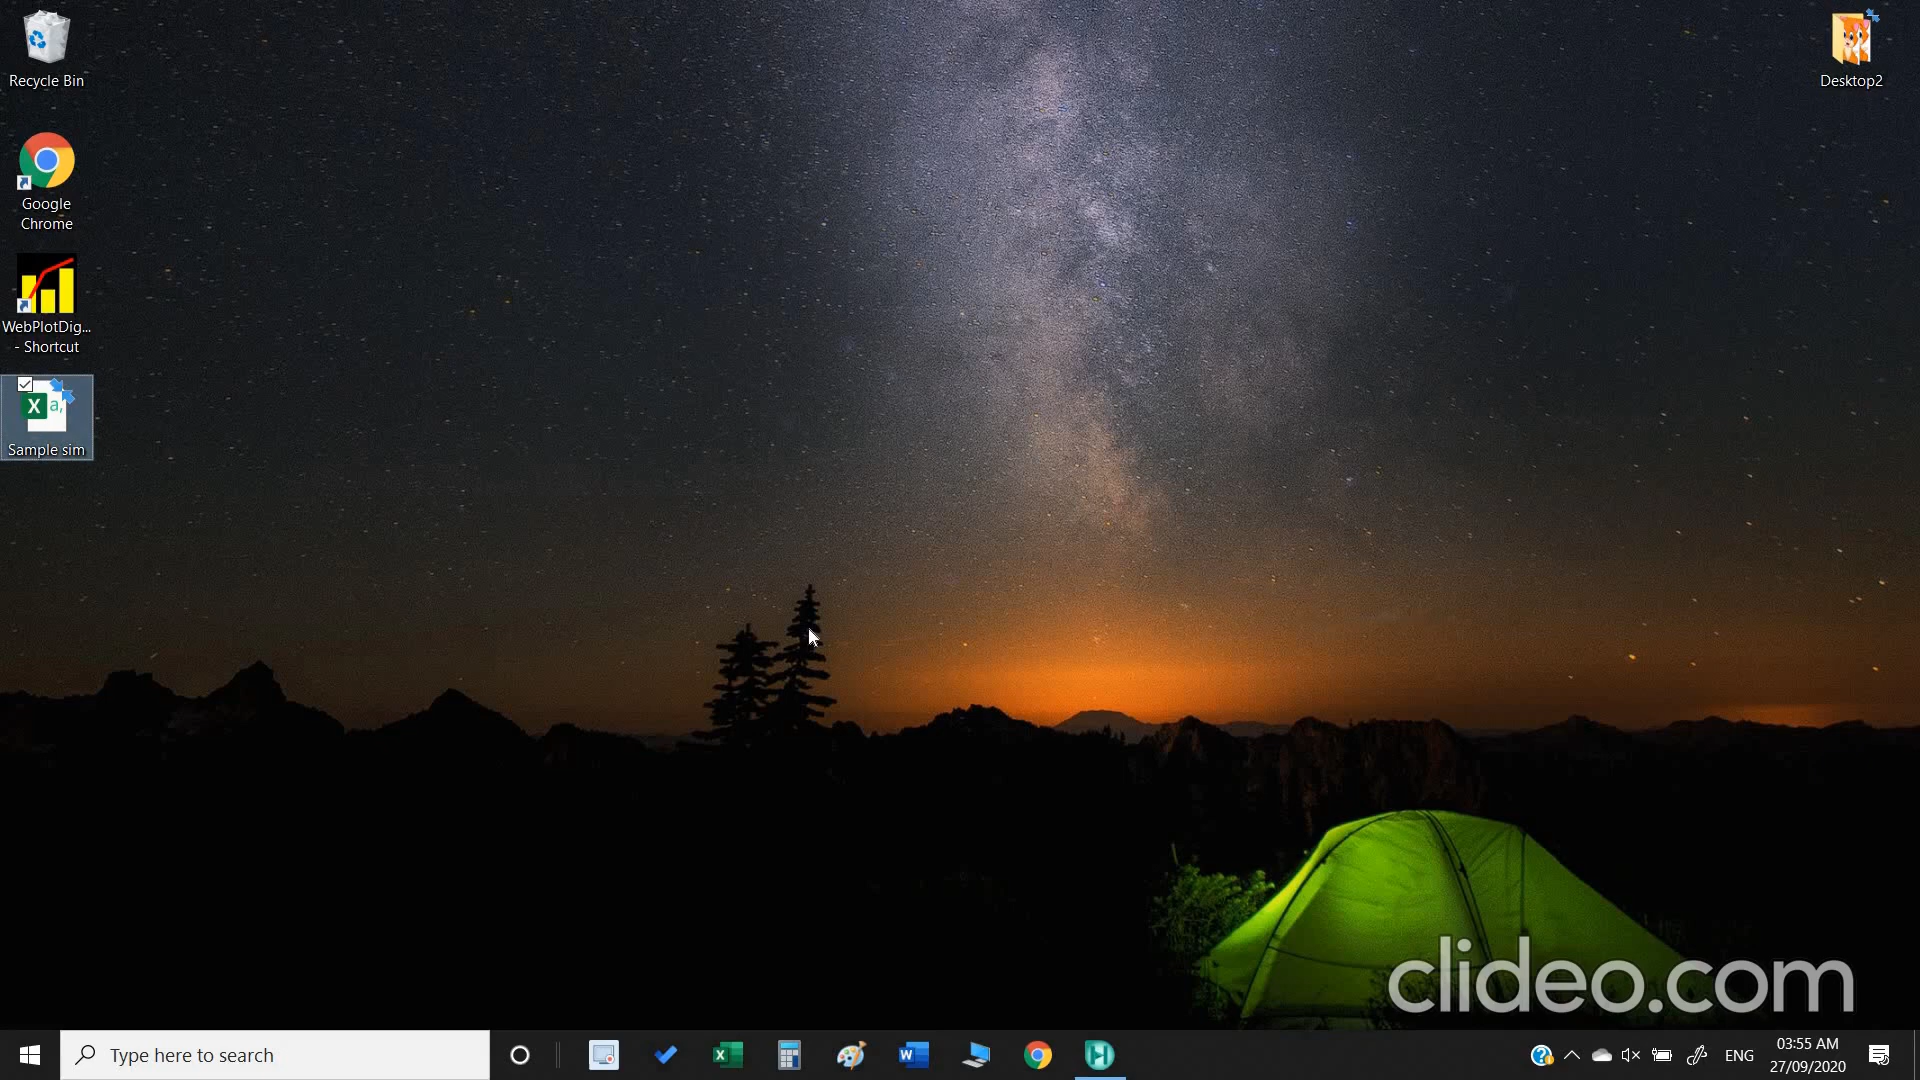 Recycle Bin
Desktop2
Google
Chrome
WebPlotDig...
- Shortcut
X a,
Sample sim
clideo.com
Type here to search
ENG
03:55 AM
27/09/2020